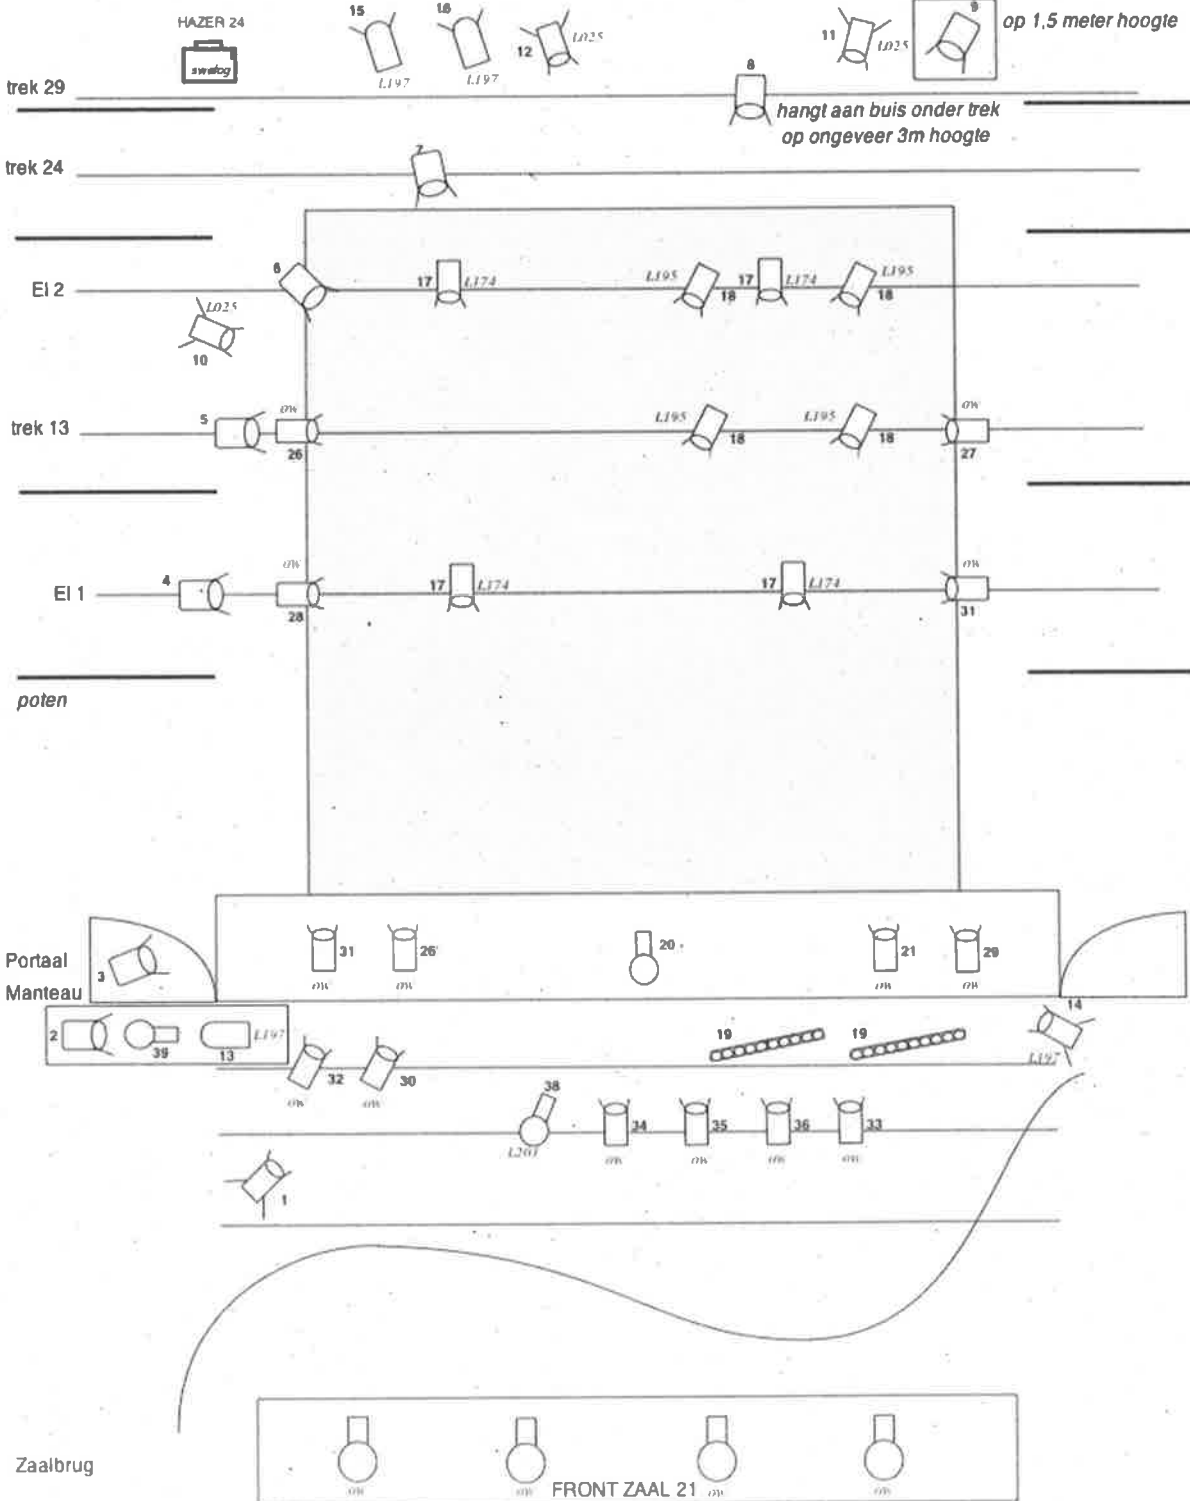 HAZER 24
swefog
15
16
12
L025
11
L025
9
op 1,5 meter hoogte
L197
L197
trek 29
8
hangt aan buis onder trek
op ongeveer 3m hoogte
trek 24
7
El 2
6
17
L174
L195
18
17
L174
L195
18
L025
10
trek 13
5
ow
26
L195
18
L195
18
ow
27
El 1
4
ow
28
17
L174
17
L174
ow
31
poten
Portaal
Manteau
3
31
ow
26
ow
20
21
ow
29
ow
2
39
13
L197
32
ow
30
ow
19
19
14
L197
38
L201
34
ow
35
ow
36
ow
33
ow
1
Zaalbrug
ow
ow
FRONT ZAAL 21
ow
ow